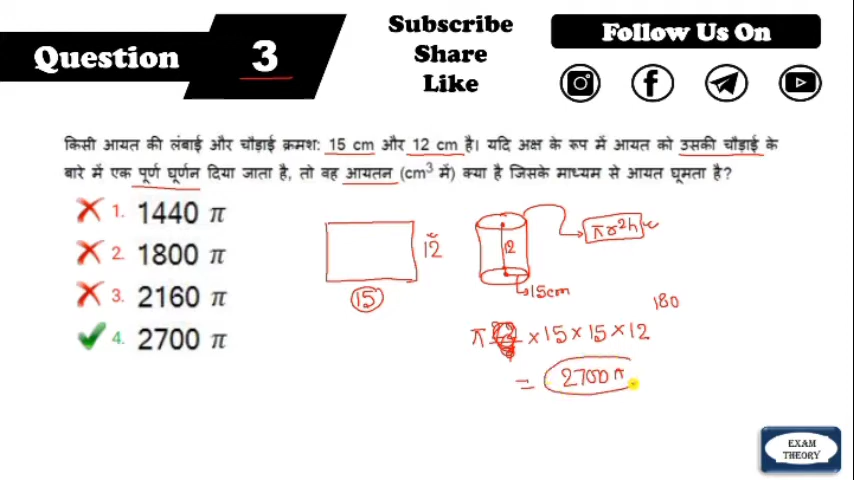 Question 3
Subscribe
Share
Like
Follow Us On
किसी आयत की लंबाई और चौड़ाई क्रमश: 15 cm और 12 cm है। यदि अक्ष के रूप में आयत को उसकी चौड़ाई के
बारे में एक पूर्ण घूर्णन दिया जाता है, तो वह आयतन (cm³ में) क्या है जिसके माध्यम से आयत घूमता है?
1. 1440 π
2. 1800 π
3. 2160 π
4. 2700 π
12
15
12
15cm
πr²h
180
π × 15 × 15 × 12
= 2700π
EXAM
THEORY